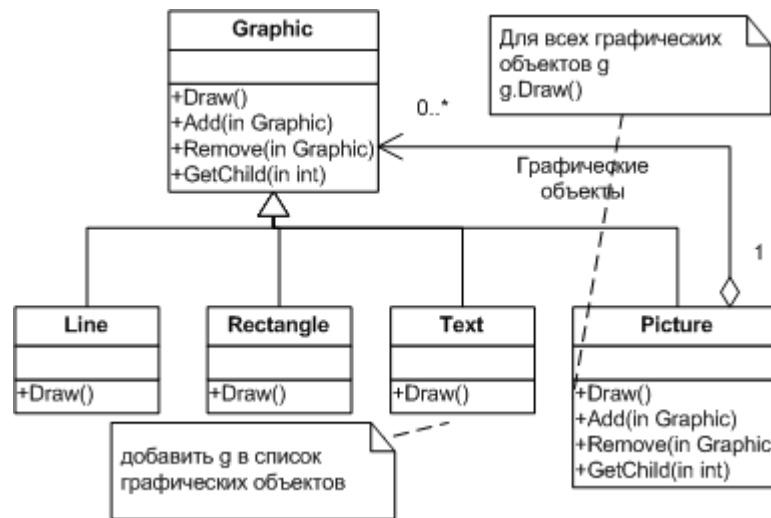 Graphic
+Draw()
+Add(in Graphic)
+Remove(in Graphic)
+GetChild(in int)
Для всех графических
объектов g
g.Draw()
0..*
Графические
объекты
1
Line
+Draw()
Rectangle
+Draw()
Text
+Draw()
Picture
+Draw()
+Add(in Graphic)
+Remove(in Graphic
+GetChild(in int)
добавить g в список
графических объектов